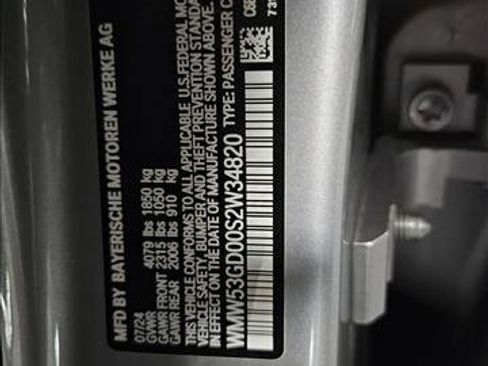 MFD BY BAYERISCHE MOTOREN WERKE AG
07/24
GVWR 4079 lbs 1850 kg
GAWR FRONT 2315 lbs 1050 kg
GAWR REAR 2006 lbs 910 kg
THIS VEHICLE CONFORMS TO ALL APPLICABLE U.S. FEDERAL
VEHICLE SAFETY, BUMPER, AND THEFT PREVENTION STANDARDS
IN EFFECT ON THE DATE OF MANUFACTURE SHOWN ABOVE.
WMW53GD00S2W34820 TYPE: PASSENGER